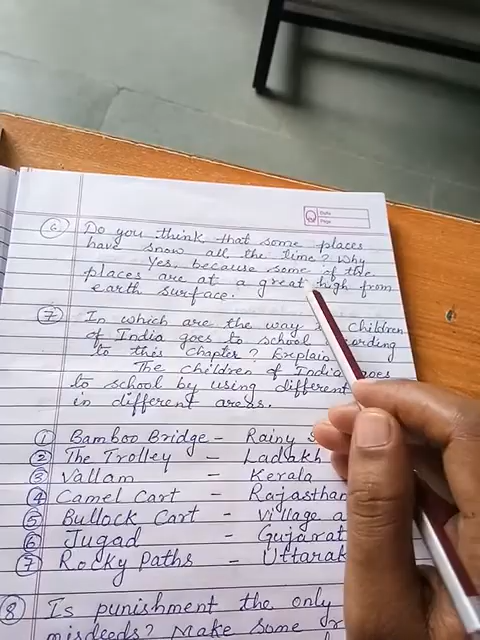 Date
Page
6 Do you think that some places
have snow all the time? Why
Yes, because some of the
places are at a great high from
earth surface.
7 In which are the way children
of India goes to school
to this chapter? Explain
The children of India goes
to school by using different
in different areas.
1 Bamboo Bridge - Rainy
2 The Trolley - Ladakh
3 Vallam - Kerala
4 Camel Cart - Rajasthan
5 Bullock Cart - Village
6 Jugad - Gujarat
7 Rocky Paths - Uttarak
8 Is punishment the only
misdeeds? Make some